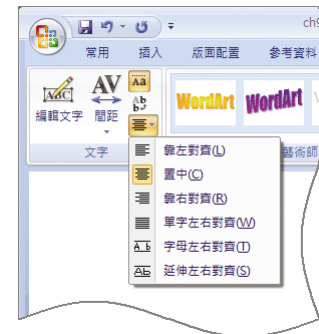 ch9
常用 插入 版面配置 參考資料
編輯文字 間距
文字 藝術師
WordArt WordArt
靠左對齊(L)
置中(C)
靠右對齊(R)
單字左右對齊(W)
字母左右對齊(T)
延伸左右對齊(S)